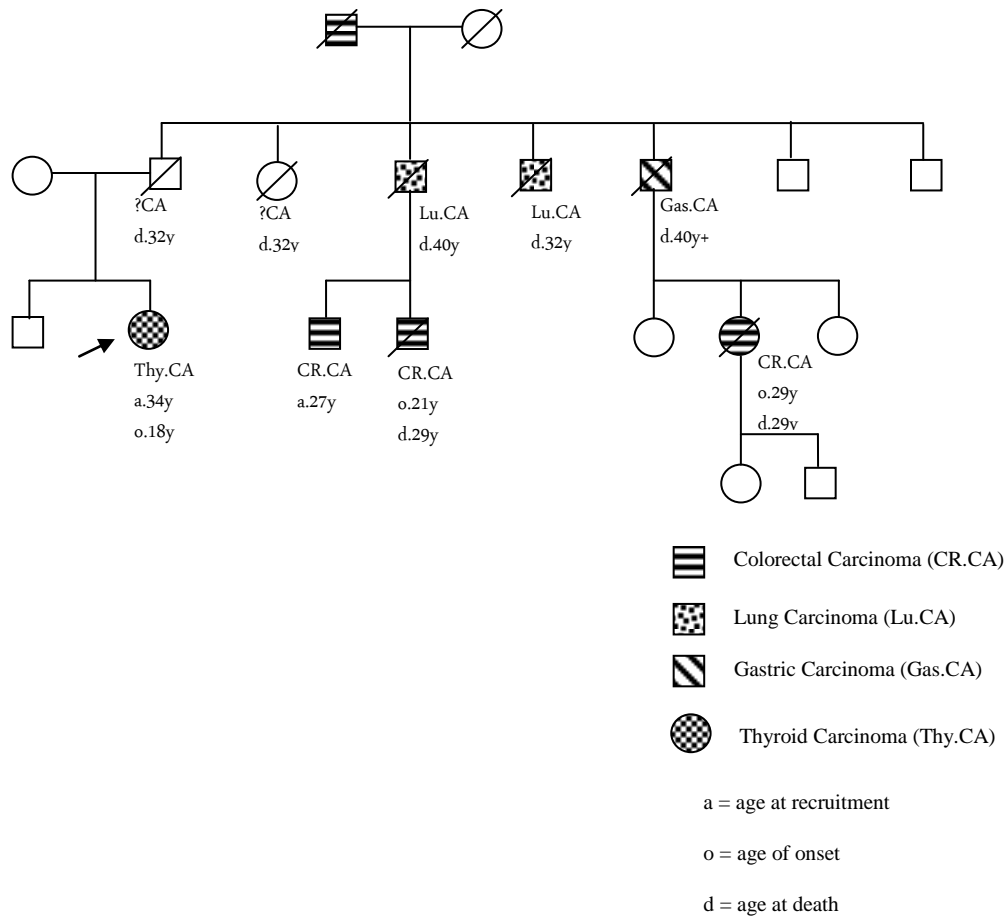 ?CA
d.32y
?CA
d.32y
Lu.CA
d.40y
Lu.CA
d.32y
Gas.CA
d.40y+
Thy.CA
a.34y
o.18y
CR.CA
a.27y
CR.CA
o.21y
d.29y
CR.CA
o.29y
d.29y
Colorectal Carcinoma (CR.CA)
Lung Carcinoma (Lu.CA)
Gastric Carcinoma (Gas.CA)
Thyroid Carcinoma (Thy.CA)
a = age at recruitment
o = age of onset
d = age at death